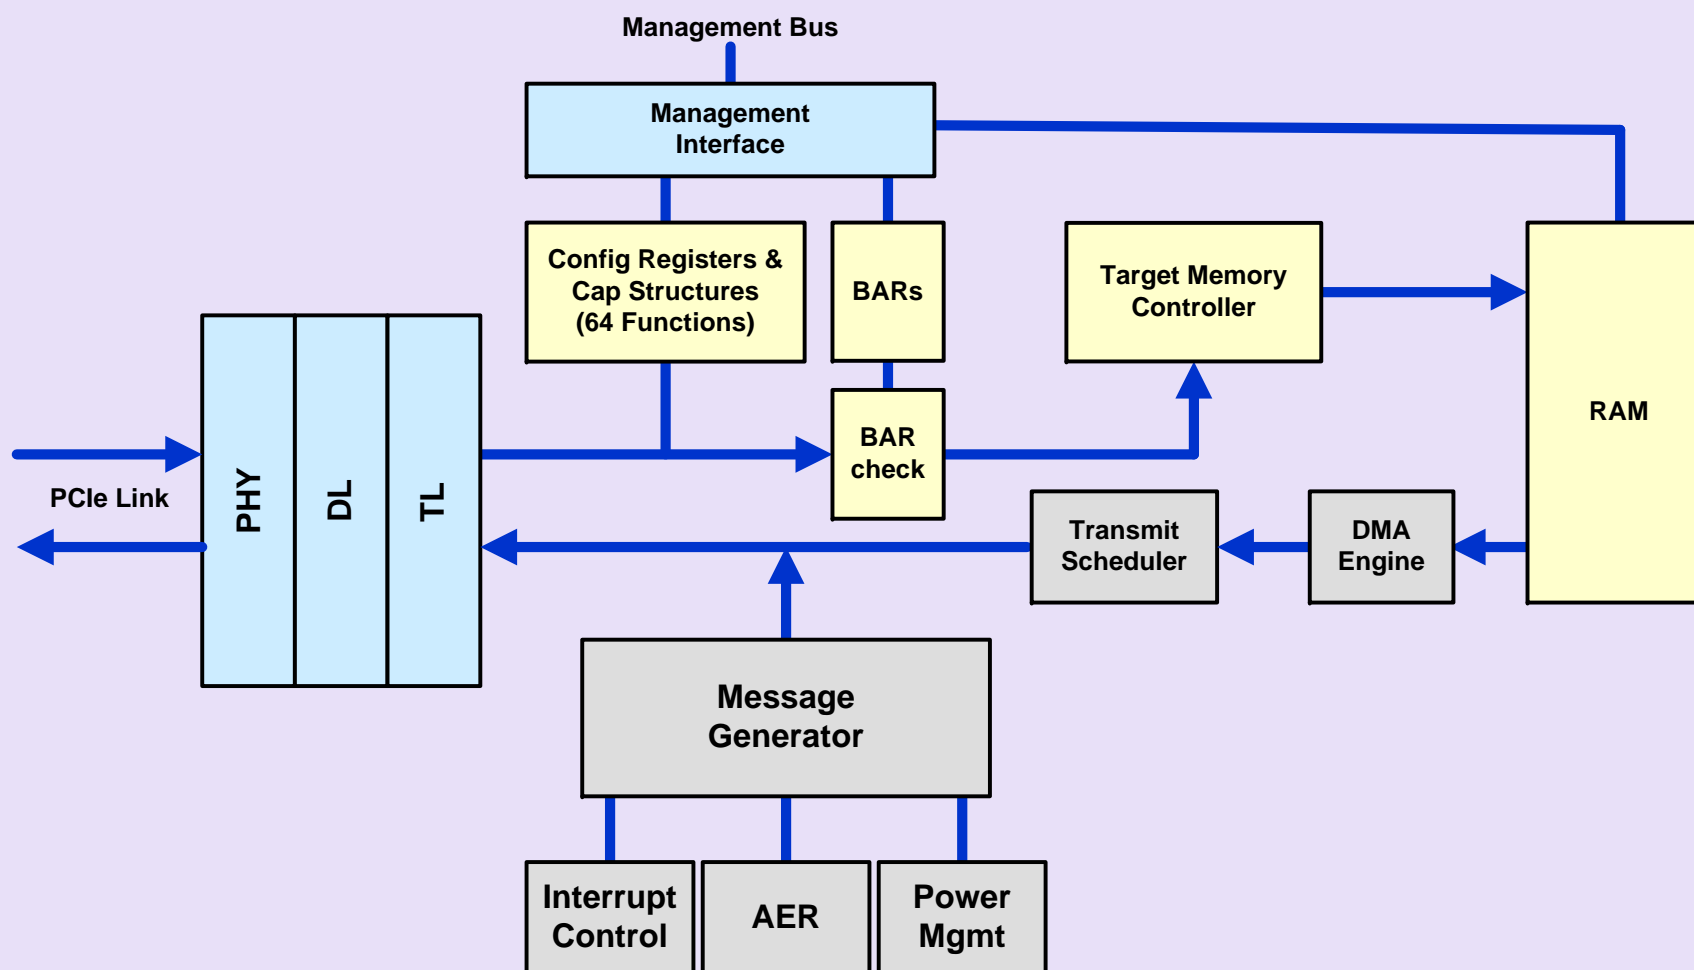 Management Bus
Management
Interface
Config Registers &
Cap Structures
(64 Functions)
BARs
Target Memory
Controller
RAM
BAR
check
PCIe Link
PHY
DL
TL
Transmit
Scheduler
DMA
Engine
Message
Generator
Interrupt
Control
AER
Power
Mgmt